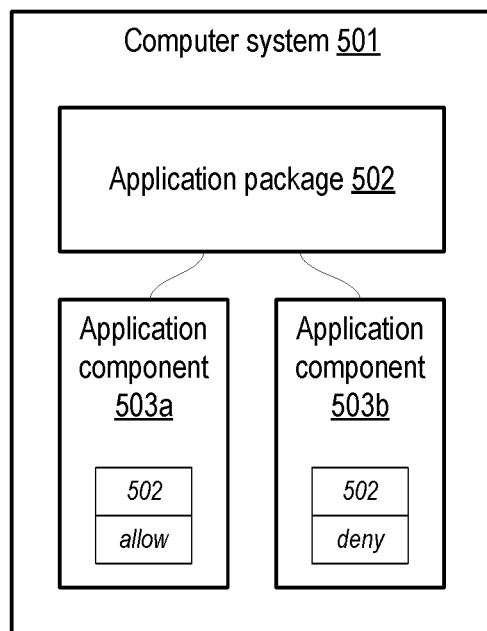 Computer system 501
Application package 502
Application
component
503a
502
allow
Application
component
503b
502
deny